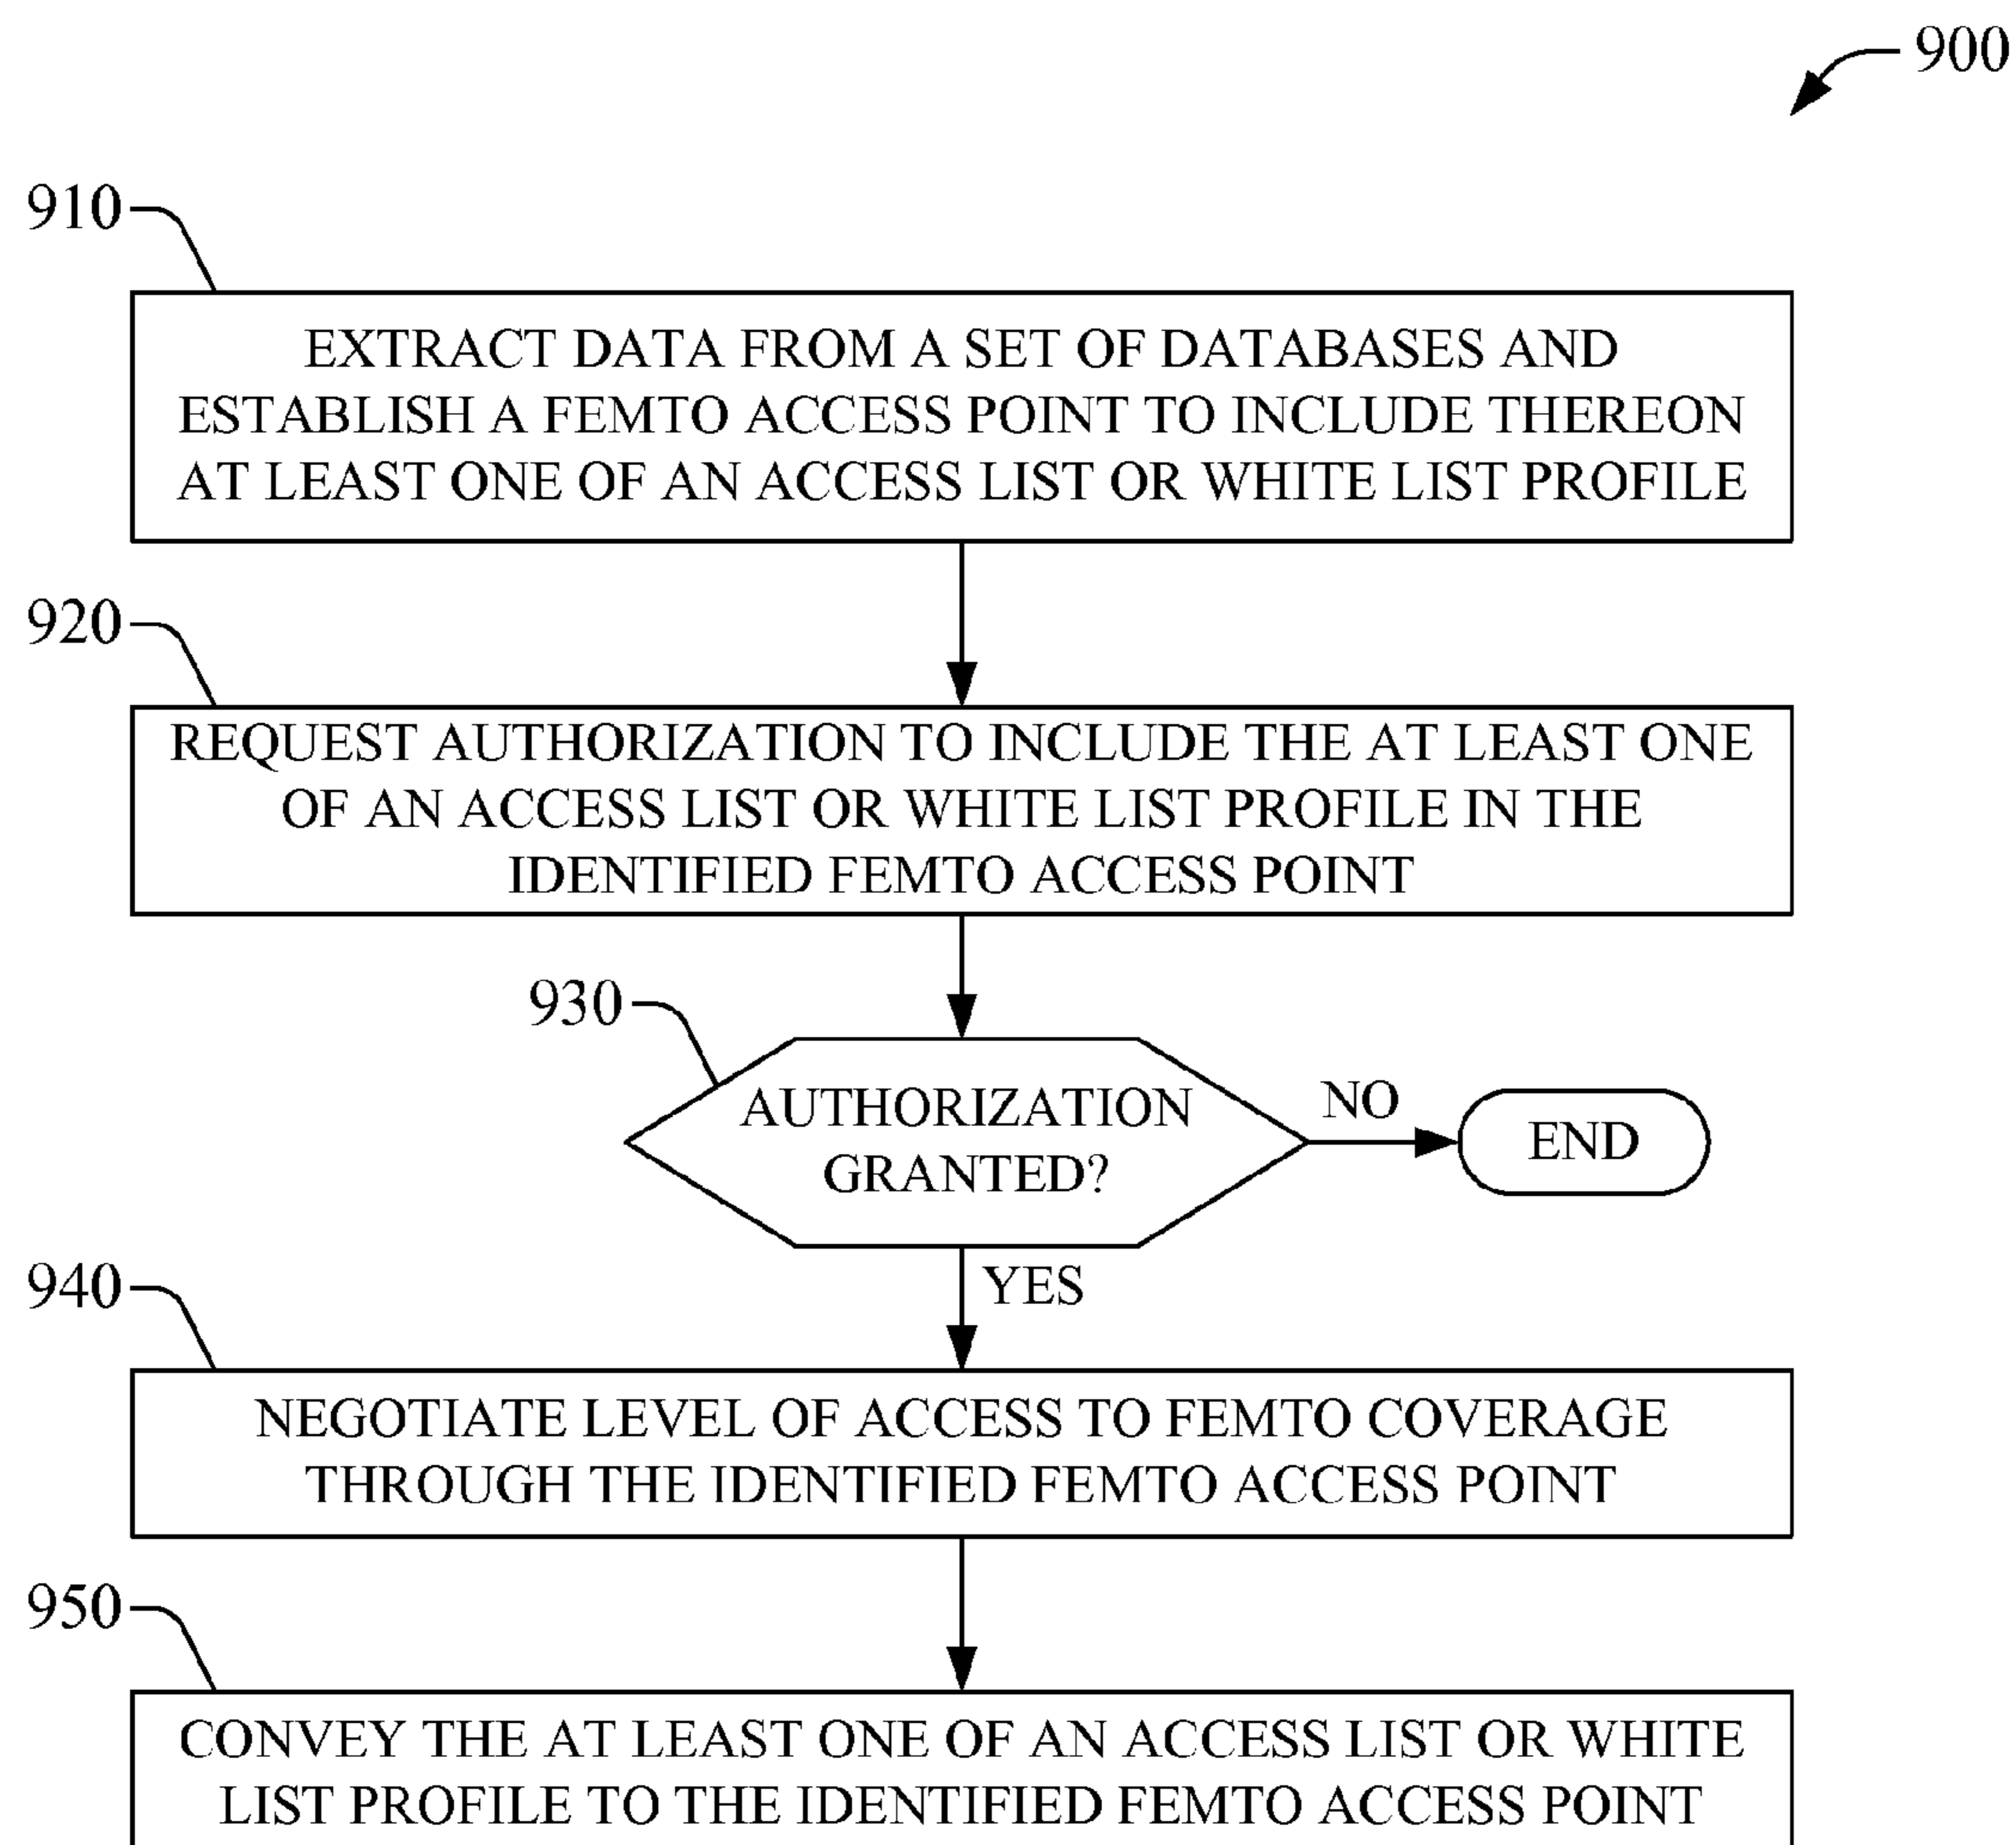 900
910
EXTRACT DATA FROM A SET OF DATABASES AND
ESTABLISH A FEMTO ACCESS POINT TO INCLUDE THEREON
AT LEAST ONE OF AN ACCESS LIST OR WHITE LIST PROFILE
920
REQUEST AUTHORIZATION TO INCLUDE THE AT LEAST ONE
OF AN ACCESS LIST OR WHITE LIST PROFILE IN THE
IDENTIFIED FEMTO ACCESS POINT
930
AUTHORIZATION
GRANTED?
NO
END
YES
940
NEGOTIATE LEVEL OF ACCESS TO FEMTO COVERAGE
THROUGH THE IDENTIFIED FEMTO ACCESS POINT
950
CONVEY THE AT LEAST ONE OF AN ACCESS LIST OR WHITE
LIST PROFILE TO THE IDENTIFIED FEMTO ACCESS POINT